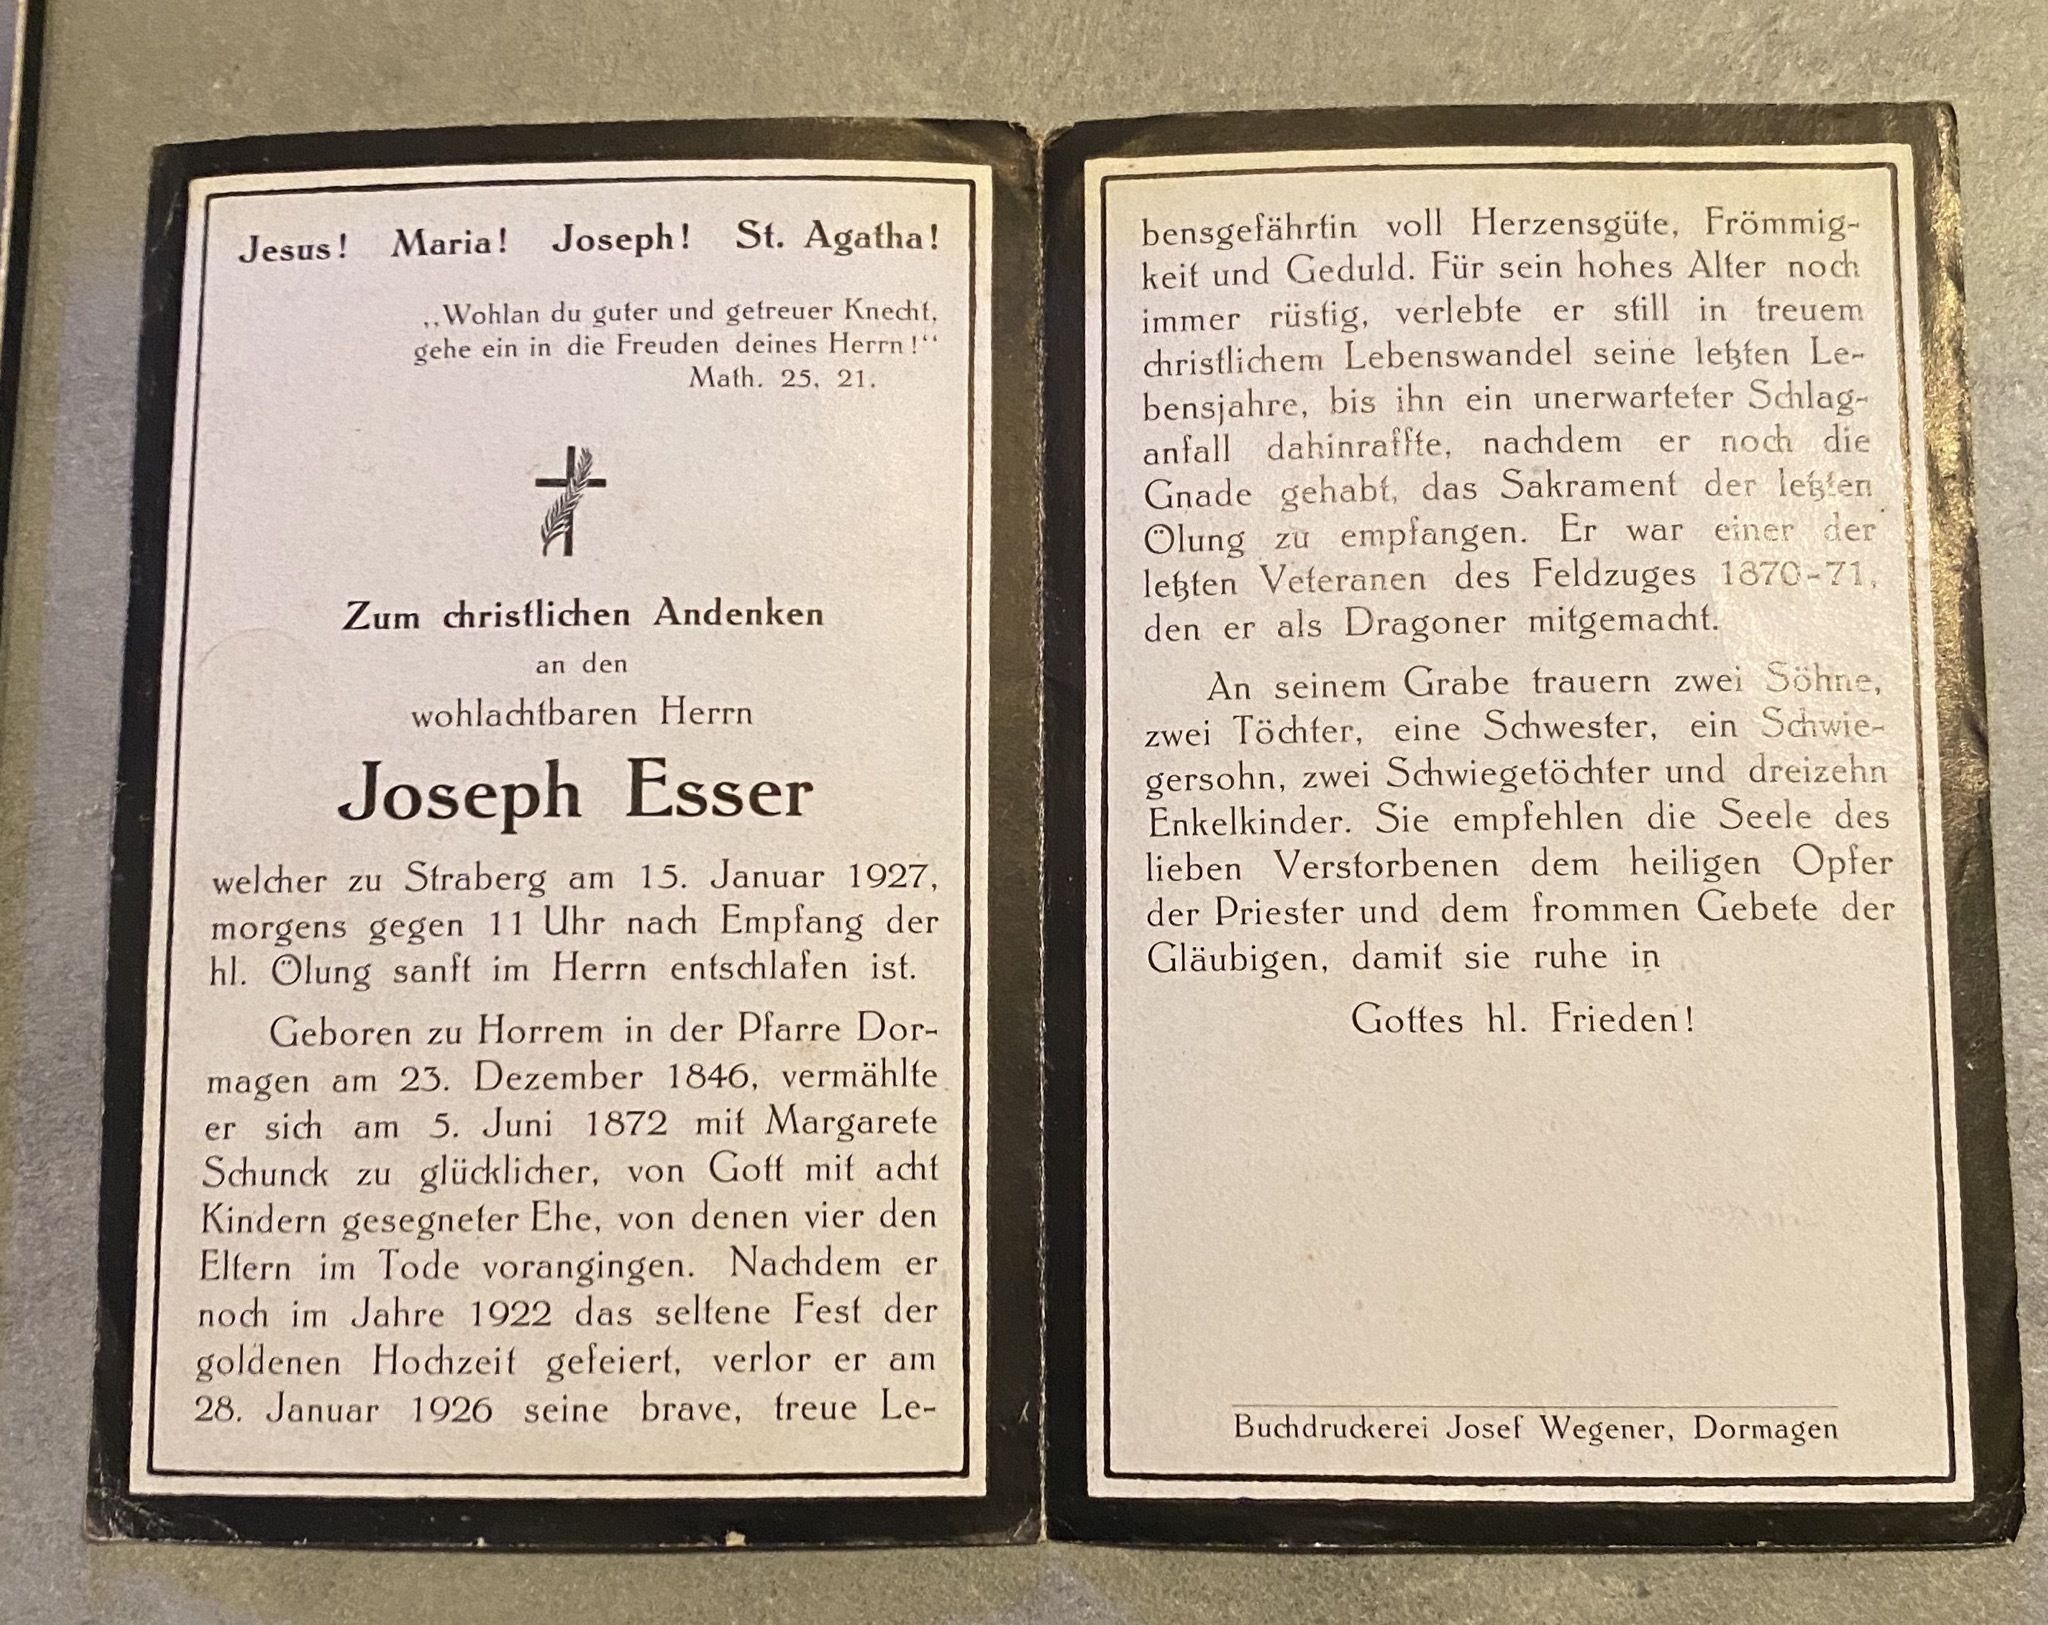 Jesus! Maria! Joseph! St. Agatha!
„Wohlan du guter und getreuer Knecht,
gehe ein in die Freuden deines Herrn!“
Math. 25, 21.
Zum christlichen Andenken
an den
wohlachtbaren Herrn
Joseph Esser
welcher zu Straberg am 15. Januar 1927,
morgens gegen 11 Uhr nach Empfang der
hl. Ölung sanft im Herrn entschlafen ist.
Geboren zu Horrem in der Pfarre Dor-
magen am 23. Dezember 1846, vermählte
er sich am 5. Juni 1872 mit Margarete
Schunck zu glücklicher, von Gott mit acht
Kindern gesegneter Ehe, von denen vier den
Eltern im Tode vorangingen. Nachdem er
noch im Jahre 1922 das seltene Fest der
goldenen Hochzeit gefeiert, verlor er am
28. Januar 1926 seine brave, treue Le-
bensgefährtin voll Herzensgüte, Frömmig-
keit und Geduld. Für sein hohes Alter noch
immer rüstig, verlebte er still in treuem
christlichem Lebenswandel seine letzten Le-
bensjahre, bis ihn ein unerwarteter Schlag-
anfall dahinraffte, nachdem er noch die
Gnade gehabt, das Sakrament der letzten
Ölung zu empfangen. Er war einer der
letzten Veteranen des Feldzuges 1870-71,
den er als Dragoner mitgemacht.
An seinem Grabe trauern zwei Söhne,
zwei Töchter, eine Schwester, ein Schwie-
gersohn, zwei Schwiegetöchter und dreizehn
Enkelkinder. Sie empfehlen die Seele des
lieben Verstorbenen dem heiligen Opfer
der Priester und dem frommen Gebete der
Gläubigen, damit sie ruhe in
Gottes hl. Frieden!
Buchdruckerei Josef Wegener, Dormagen